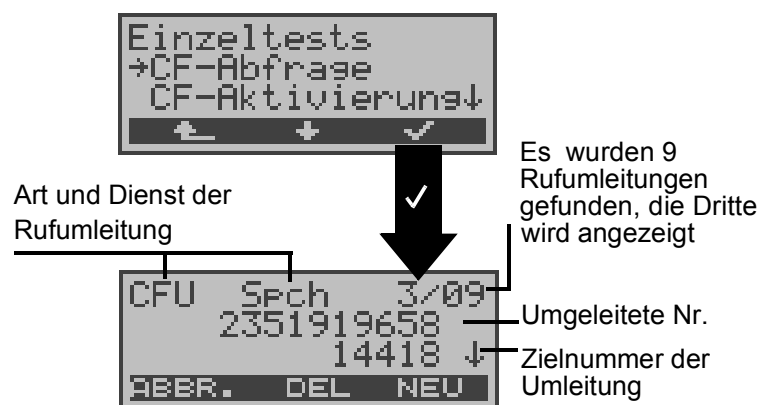 Einzeltests
→CF-Abfrage
CF-Aktivierung↓
✓
Es wurden 9
Rufumleitungen
gefunden, die Dritte
wird angezeigt
Art und Dienst der
Rufumleitung
CFU Spch 3/09
2351919658
14418 ↓
ABBR. DEL NEU
Umgeleitete Nr.
Zielnummer der
Umleitung